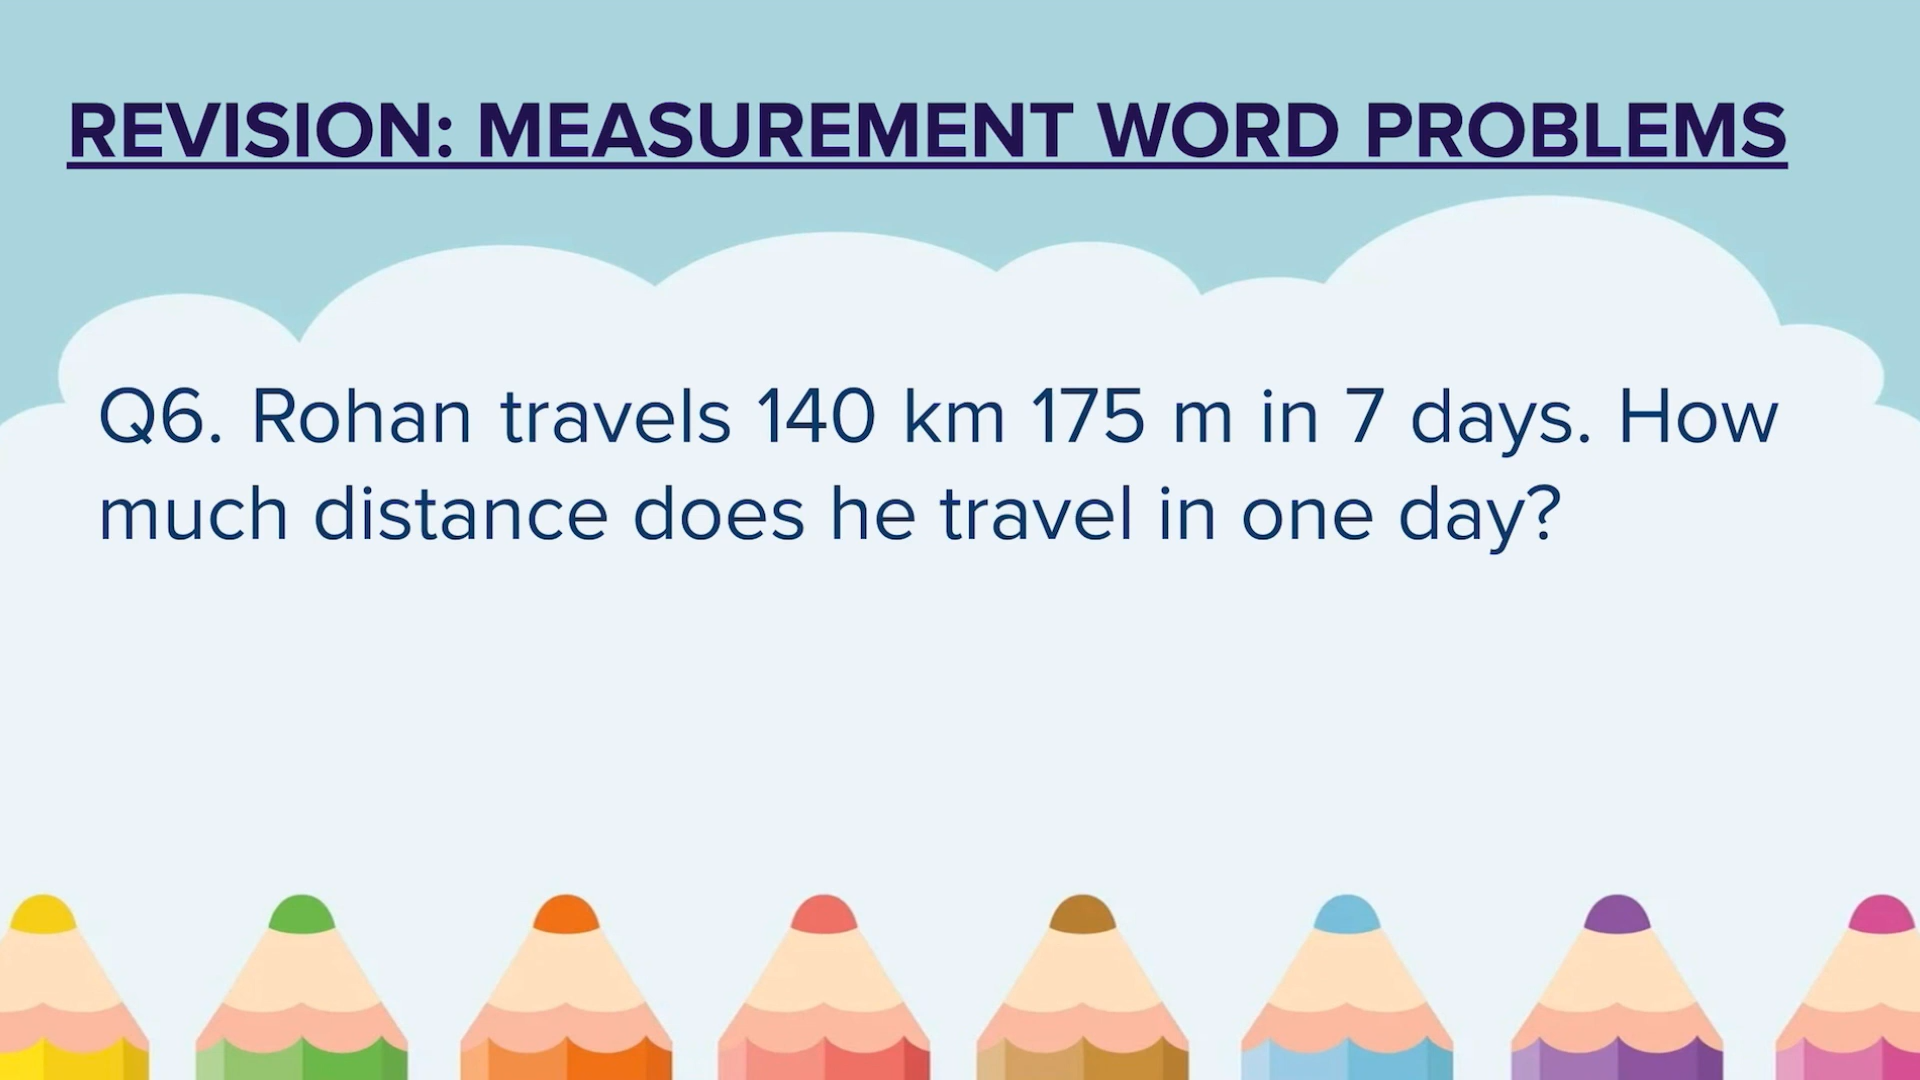 REVISION: MEASUREMENT WORD PROBLEMS
Q6. Rohan travels 140 km 175 m in 7 days. How
much distance does he travel in one day?